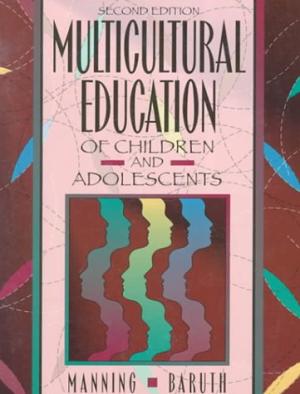 SECOND EDITION
MULTICULTURAL
EDUCATION
OF CHILDREN
AND
ADOLESCENTS
MANNING ■ BARUTH